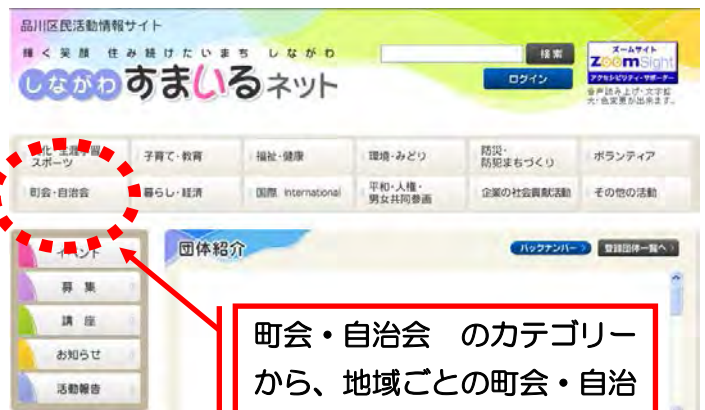 品川区民活動情報サイト
輝く笑顔 住み続けたいまち しながわ
しながわすまいるネット
検索
ログイン
ズームサイト
ZoomSight
アクセシビリティ・サポーター
音声読み上げ・文字拡
大・色変更が出来ます。
子育て・教育
福祉・健康
環境・みどり
防災・
防犯まちづくり
ボランティア
スポーツ
町会・自治会
暮らし・経済
国際 International
平和・人権・
男女共同参画
企業の社会貢献活動
その他の活動
イベント
募集
講座
お知らせ
活動報告
団体紹介
バックナンバー
登録団体一覧へ
町会・自治会 のカテゴリー
から、地域ごとの町会・自治